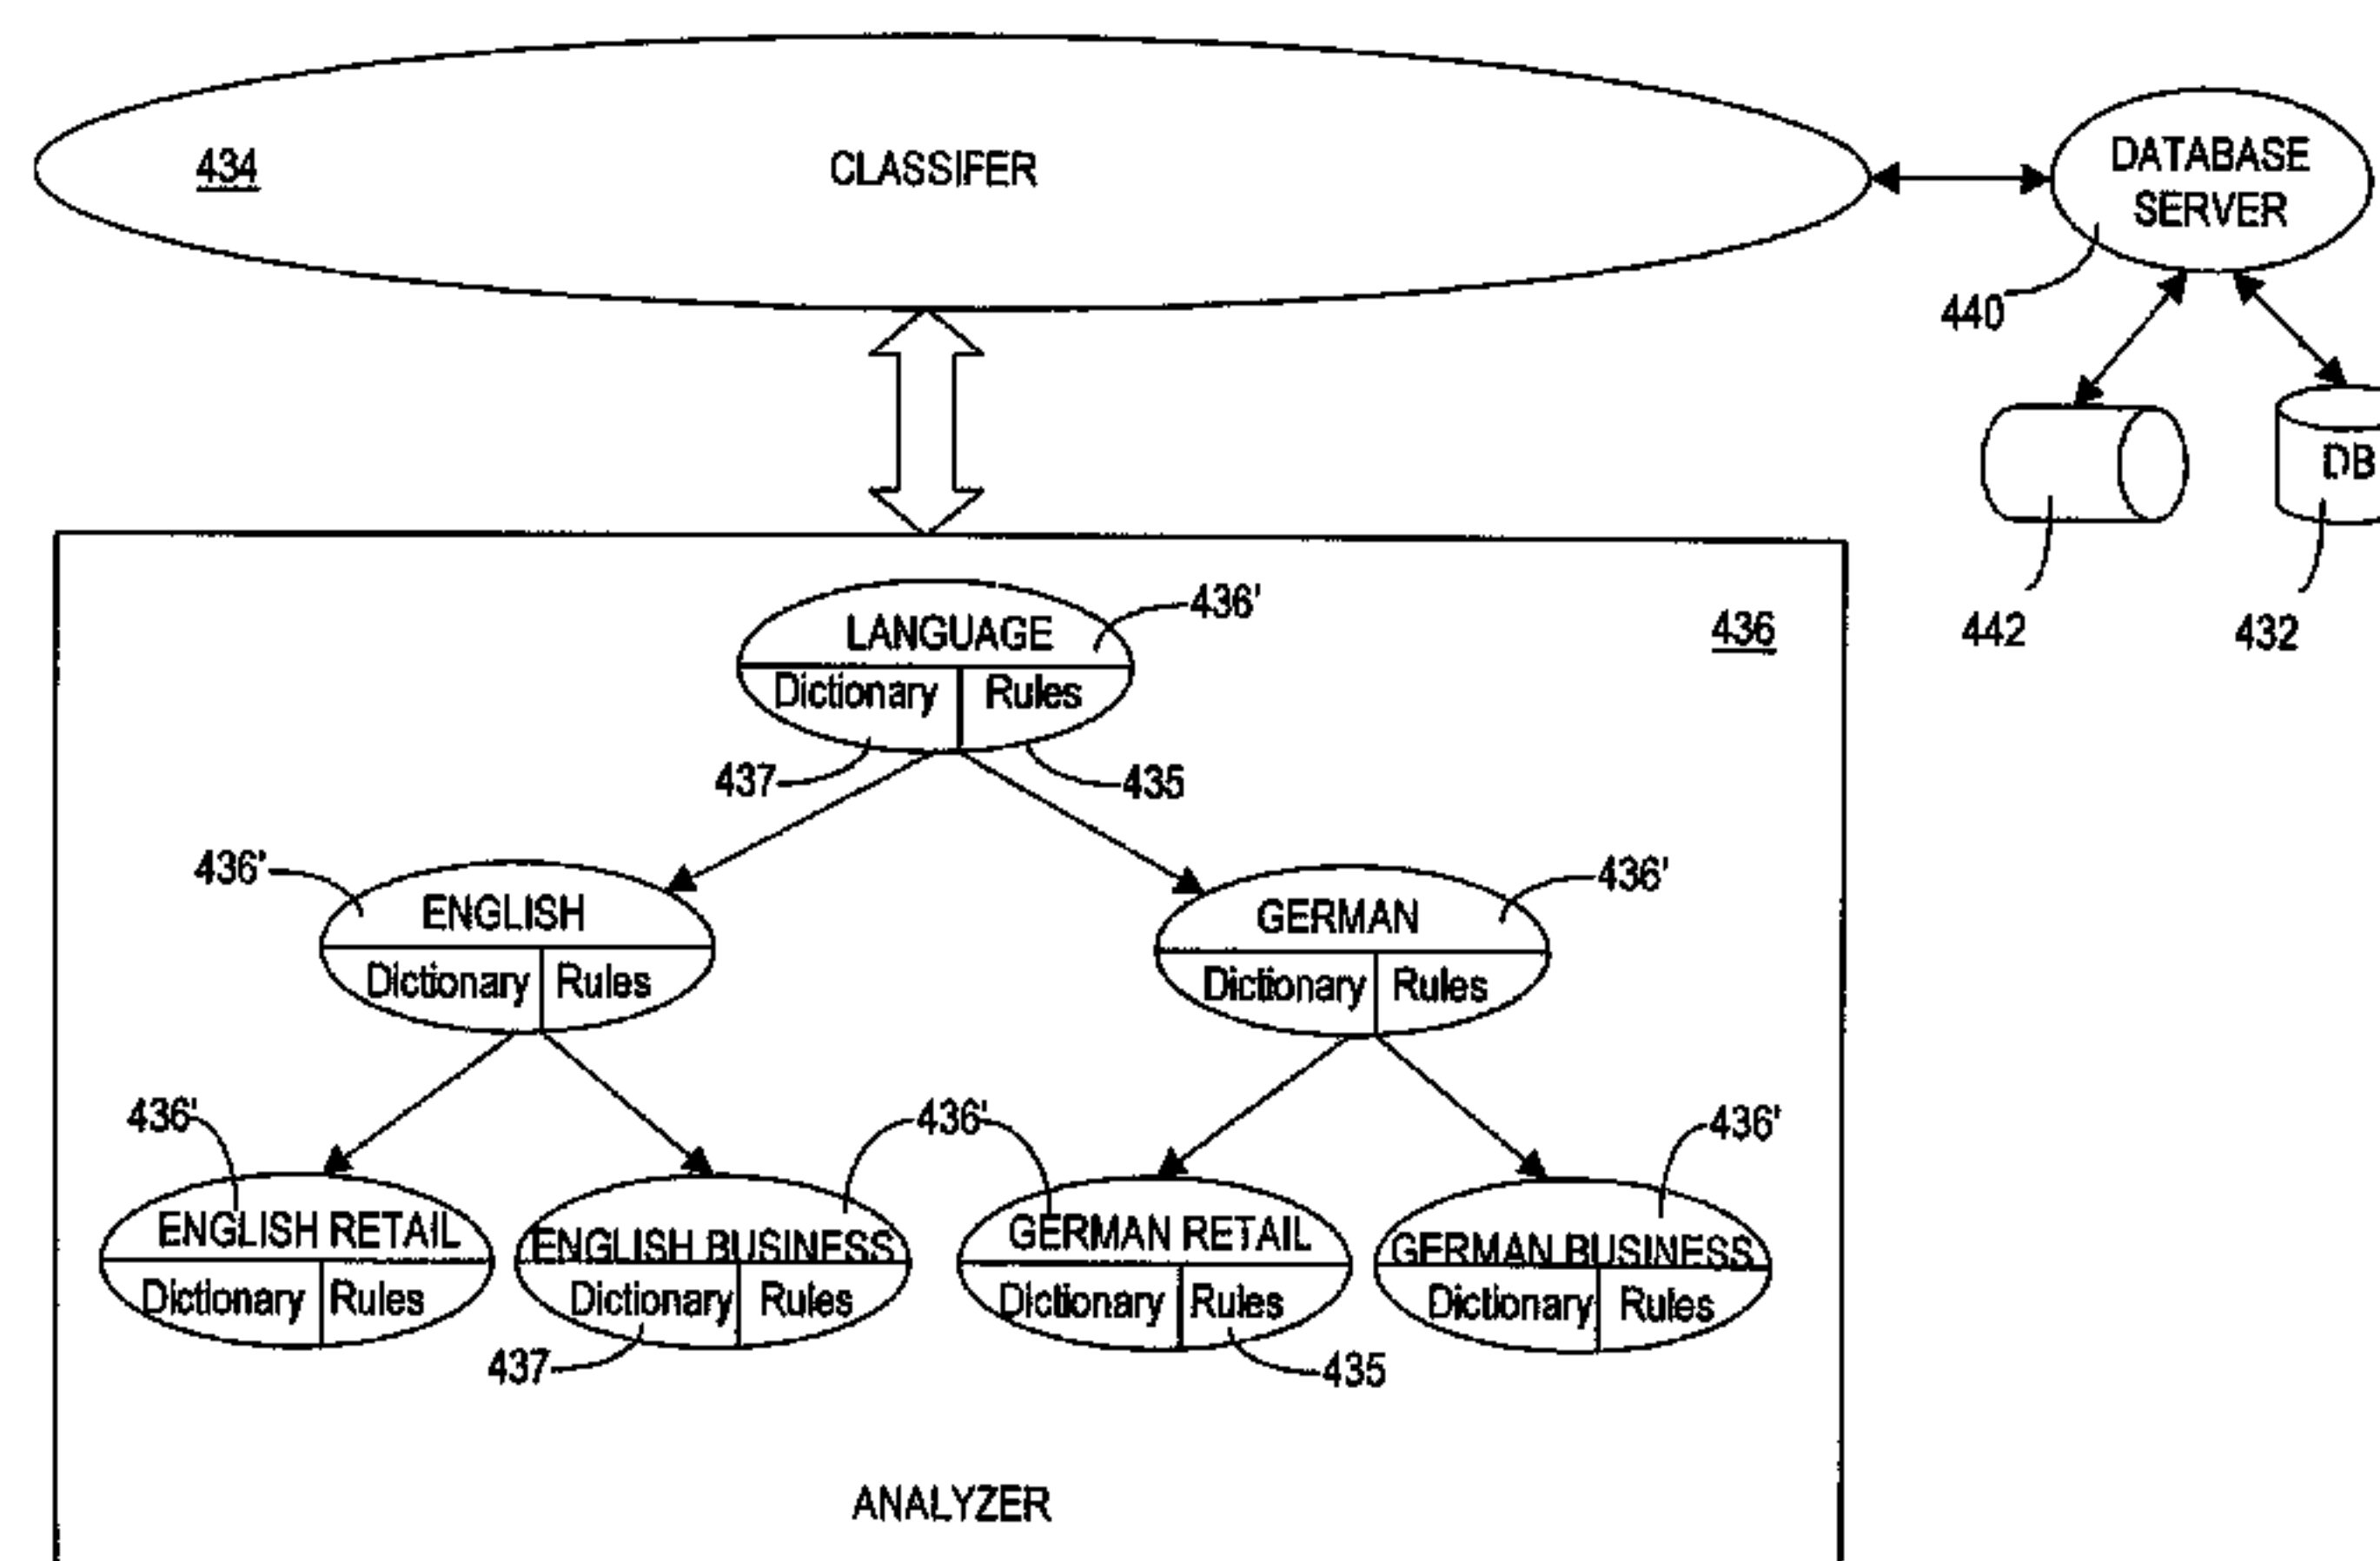 434
CLASSIFER
DATABASE
SERVER
440
DB
442
432
436
LANGUAGE
436'
Dictionary
Rules
437
435
436'
ENGLISH
Dictionary
Rules
GERMAN
436'
Dictionary
Rules
436'
436'
436'
ENGLISH RETAIL
Dictionary
Rules
ENGLISH BUSINESS
Dictionary
Rules
GERMAN RETAIL
Dictionary
Rules
GERMAN BUSINESS
Dictionary
Rules
437
435
ANALYZER